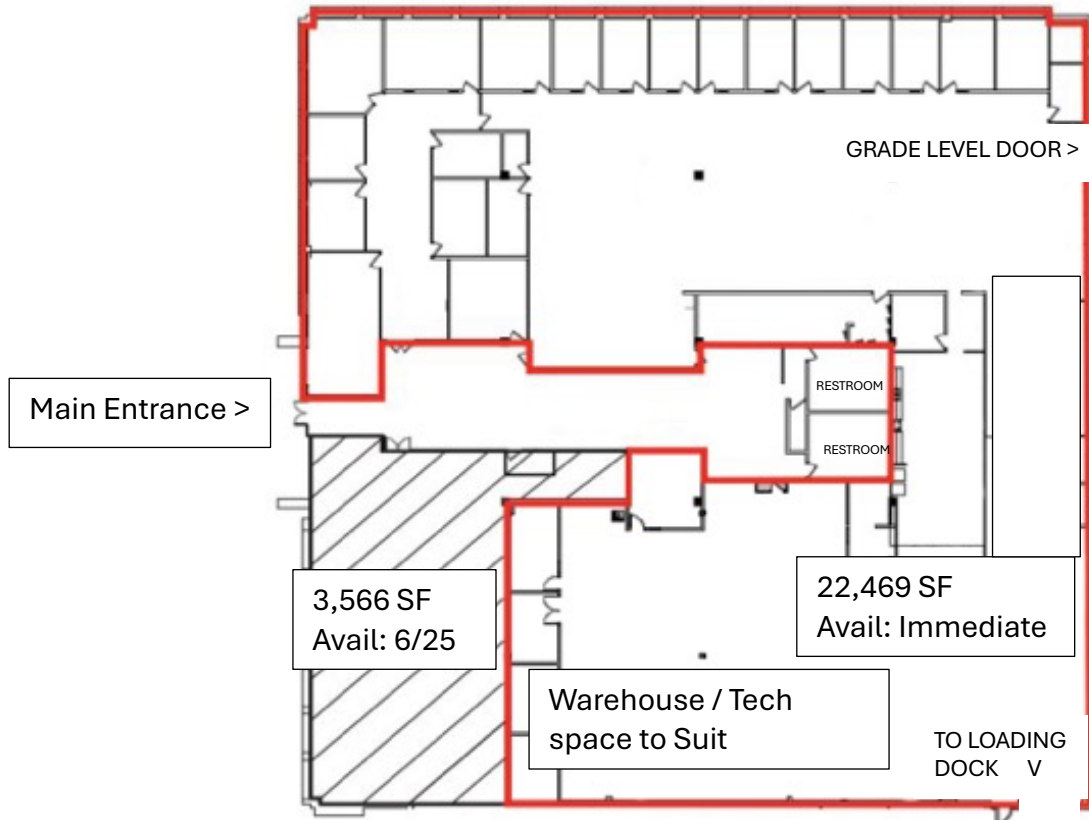 GRADE LEVEL DOOR >
RESTROOM
Main Entrance >
RESTROOM
3,566 SF
Avail: 6/25
22,469 SF
Avail: Immediate
Warehouse / Tech
space to Suit
TO LOADING
DOCK V